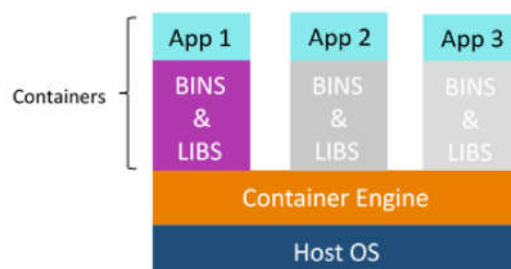 App 1
App 2
App 3
Containers
BINS
&
LIBS
BINS
&
LIBS
BINS
&
LIBS
Container Engine
Host OS